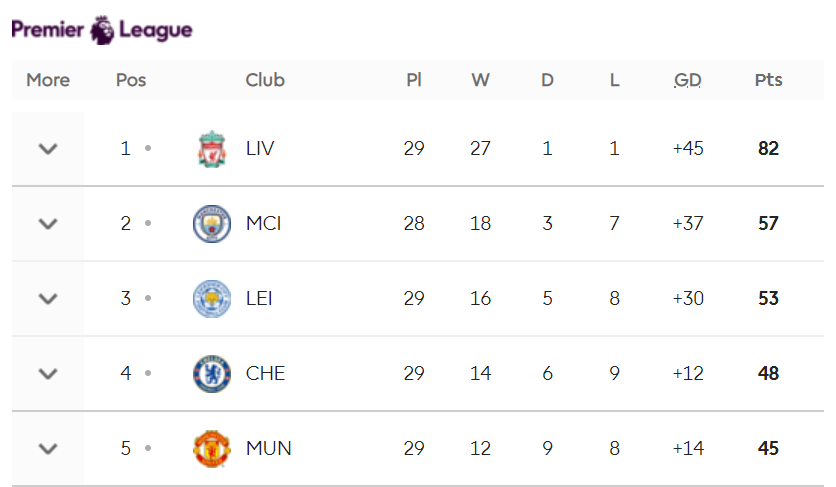 Premier League
More Pos Club Pl W D L GD Pts
1 LIV 29 27 1 1 +45 82
2 MCI 28 18 3 7 +37 57
3 LEI 29 16 5 8 +30 53
4 CHE 29 14 6 9 +12 48
5 MUN 29 12 9 8 +14 45